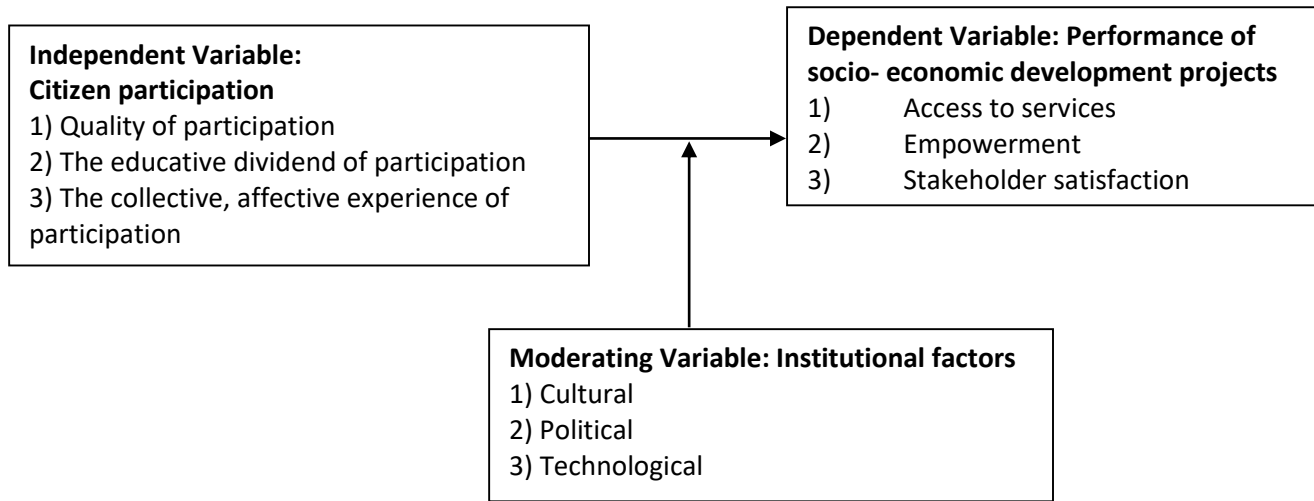 Independent Variable:
Citizen participation
1) Quality of participation
2) The educative dividend of participation
3) The collective, affective experience of
participation
Dependent Variable: Performance of
socio- economic development projects
1) Access to services
2) Empowerment
3) Stakeholder satisfaction
Moderating Variable: Institutional factors
1) Cultural
2) Political
3) Technological